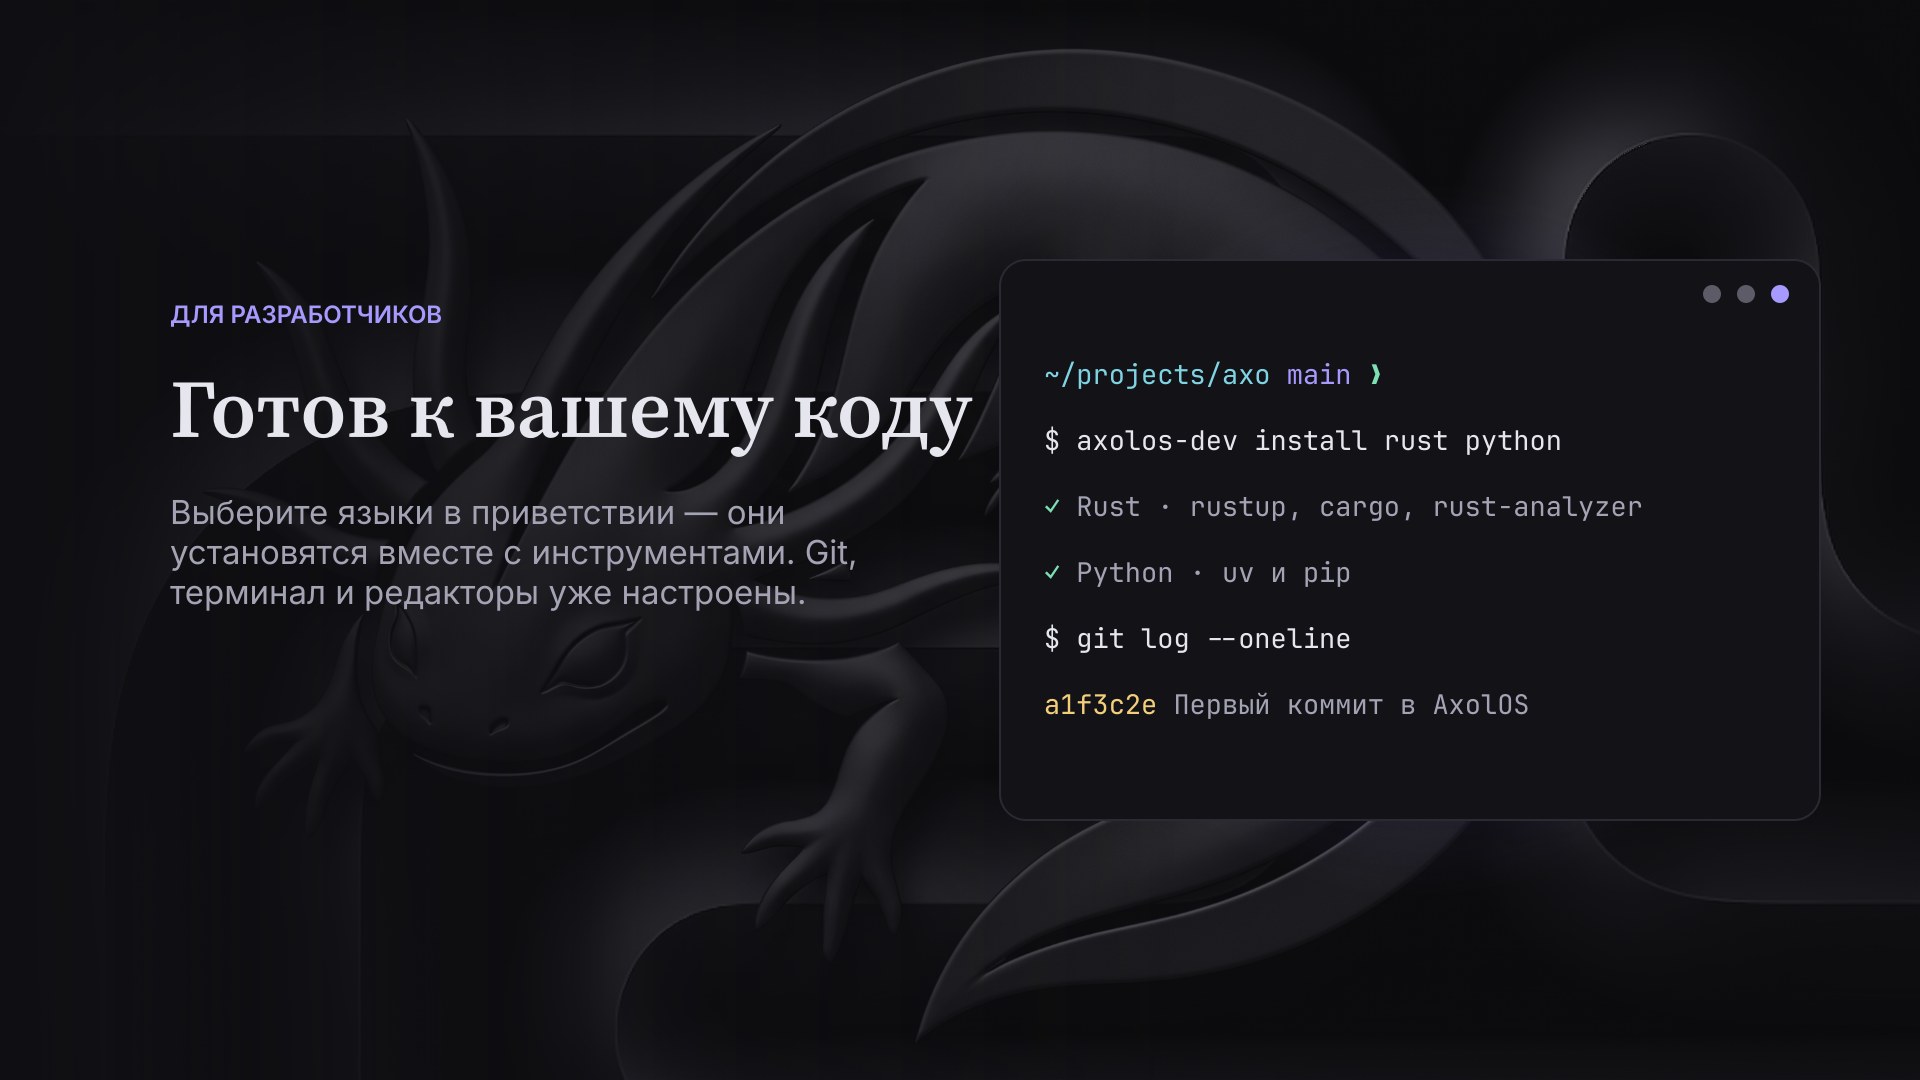 ДЛЯ РАЗРАБОТЧИКОВ
Готов к вашему коду
Выберите языки в приветствии — они
установятся вместе с инструментами. Git,
терминал и редакторы уже настроены.
~/projects/axo main ❯
$ axolos-dev install rust python
✓ Rust · rustup, cargo, rust-analyzer
✓ Python · uv и pip
$ git log --oneline
a1f3c2e Первый коммит в AxolOS